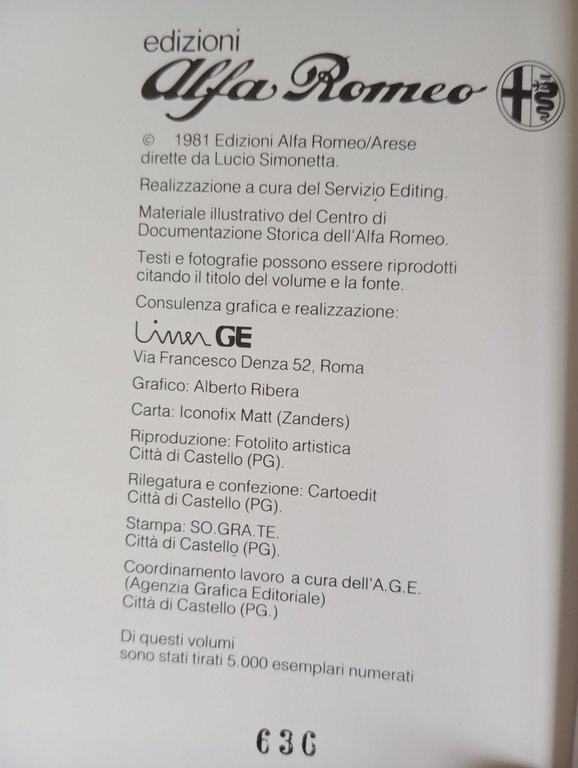 edizioni
Alfa Romeo
© 1981 Edizioni Alfa Romeo/Arese
dirette da Lucio Simonetta.
Realizzazione a cura del Servizio Editing.
Materiale illustrativo del Centro di
Documentazione Storica dell'Alfa Romeo.
Testi e fotografie possono essere riprodotti
citando il titolo del volume e la fonte.
Consulenza grafica e realizzazione:
Liner GE
Via Francesco Denza 52, Roma
Grafico: Alberto Ribera
Carta: Iconofix Matt (Zanders)
Riproduzione: Fotolito artistica
Città di Castello (PG).
Rilegatura e confezione: Cartoedit
Città di Castello (PG).
Stampa: SO.GRA.TE.
Città di Castello (PG).
Coordinamento lavoro a cura dell'A.G.E.
(Agenzia Grafica Editoriale)
Città di Castello (PG.)
Di questi volumi
sono stati tirati 5.000 esemplari numerati
636